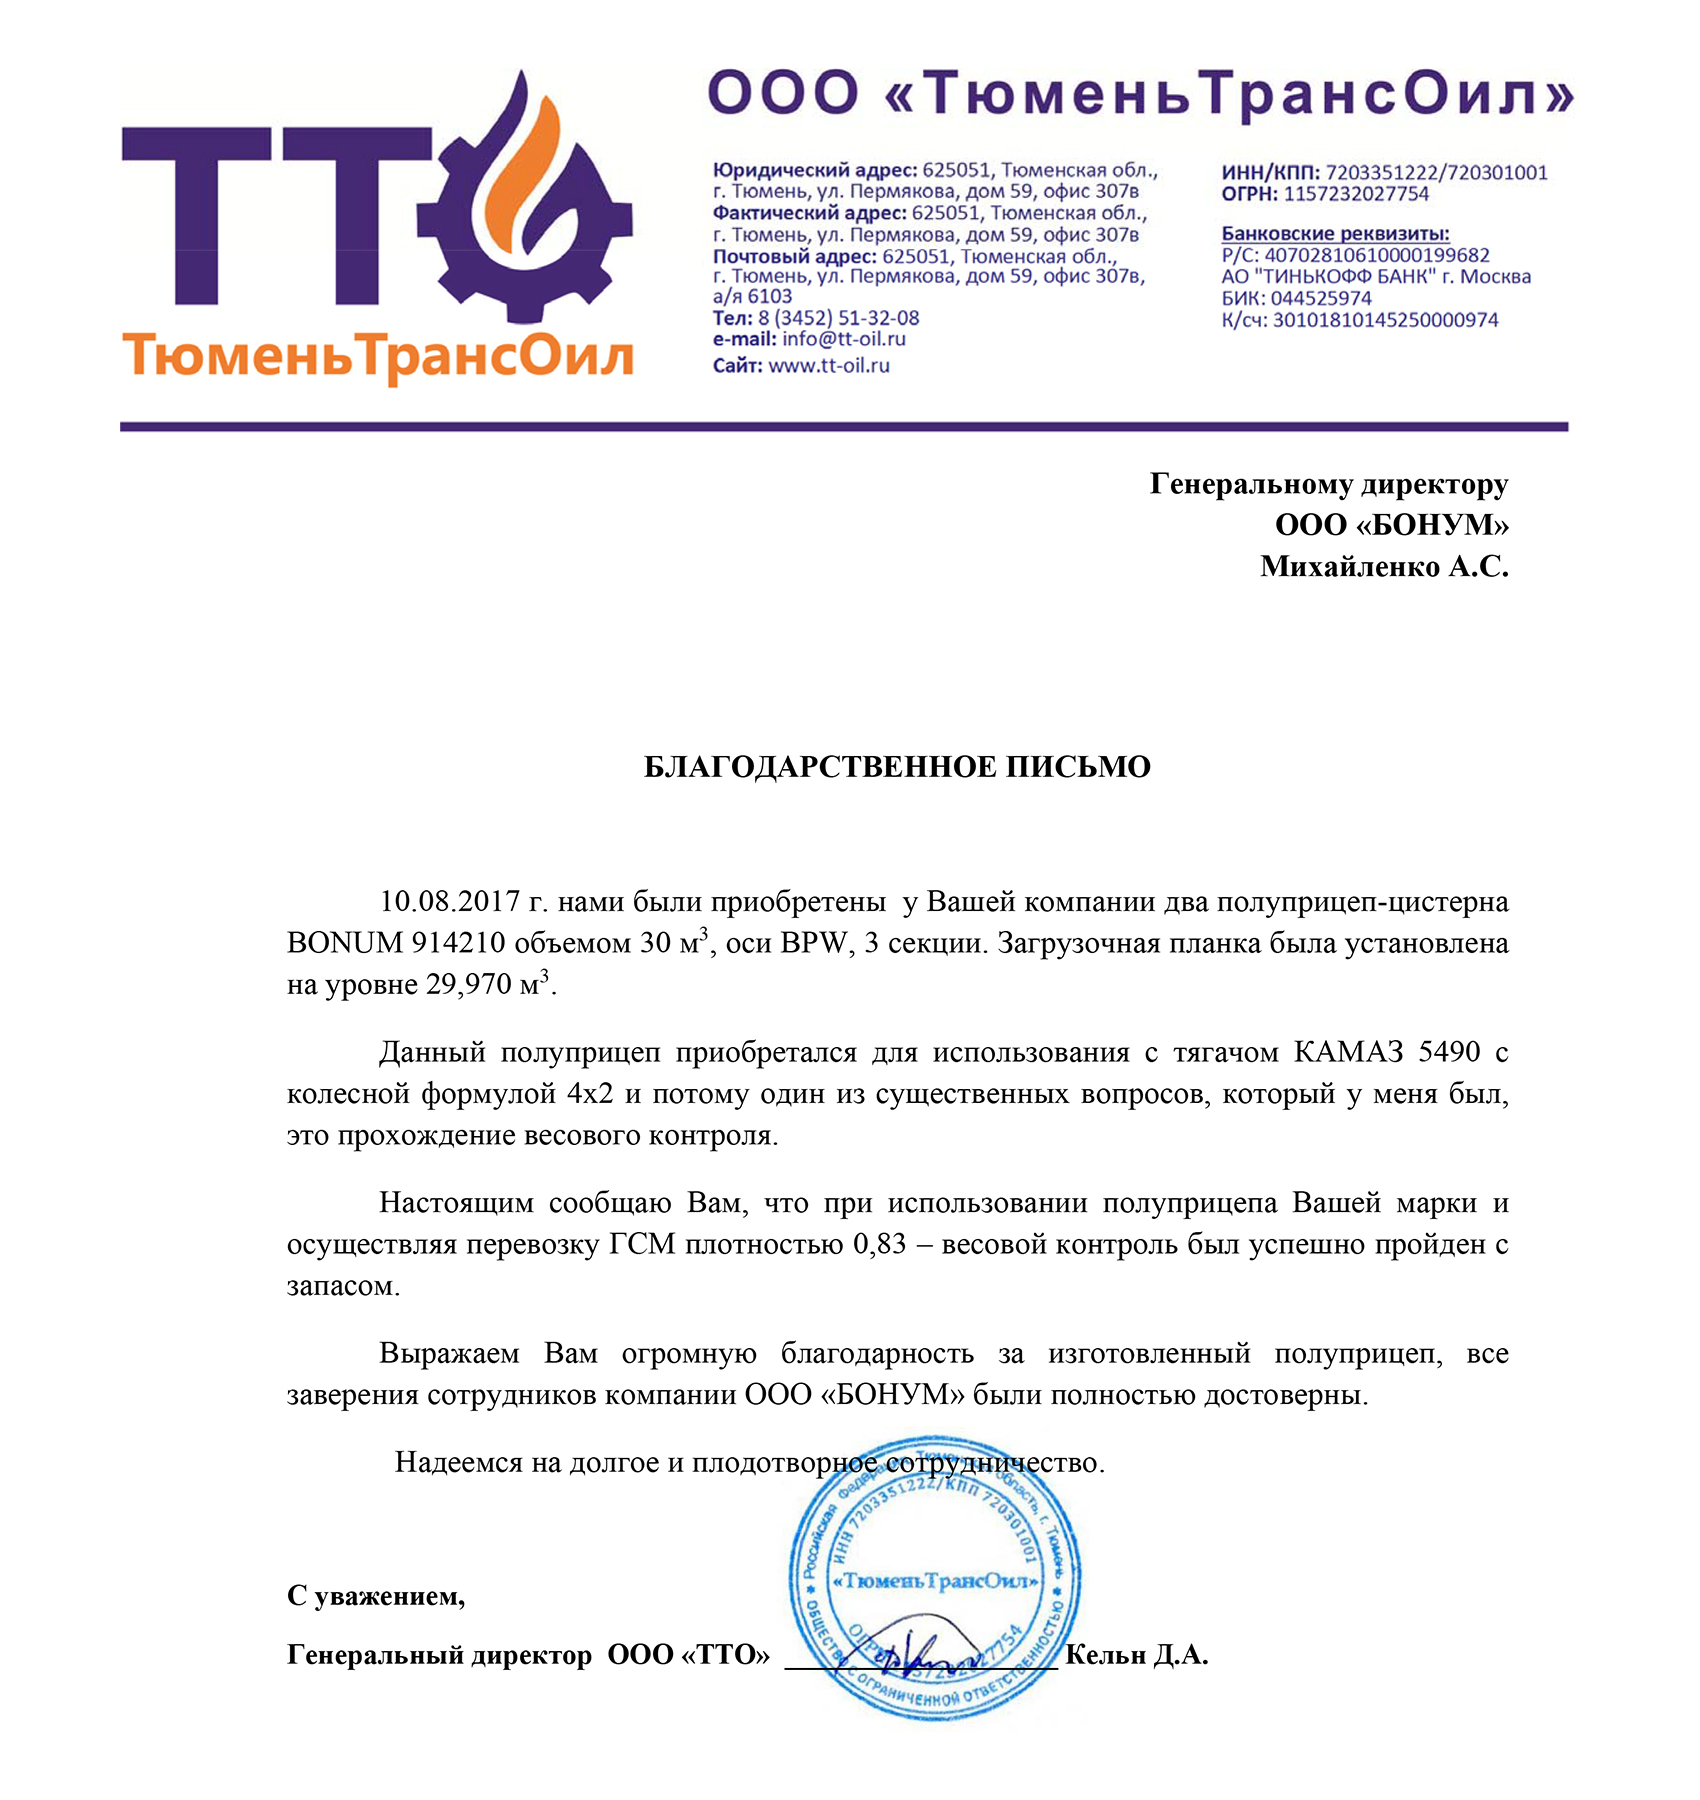 ТТО
ТюменьТрансОил
ООО «ТюменьТрансОил»
Юридический адрес: 625051, Тюменская обл.,
г. Тюмень, ул. Пермякова, дом 59, офис 307в
Фактический адрес: 625051, Тюменская обл.,
г. Тюмень, ул. Пермякова, дом 59, офис 307в
Почтовый адрес: 625051, Тюменская обл.,
г. Тюмень, ул. Пермякова, дом 59, офис 307в,
а/я 6103
Тел: 8 (3452) 51-32-08
e-mail: info@tt-oil.ru
Сайт: www.tt-oil.ru
ИНН/КПП: 7203351222/720301001
ОГРН: 1157232027754
Банковские реквизиты:
Р/С: 40702810610000199682
АО "ТИНЬКОФФ БАНК" г. Москва
БИК: 044525974
К/сч: 30101810145250000974
Генеральному директору
ООО «БОНУМ»
Михайленко А.С.
БЛАГОДАРСТВЕННОЕ ПИСЬМО
10.08.2017 г. нами были приобретены у Вашей компании два полуприцеп-цистерна
BONUM 914210 объемом 30 м³, оси BPW, 3 секции. Загрузочная планка была установлена
на уровне 29,970 м³.
Данный полуприцеп приобретался для использования с тягачом КАМАЗ 5490 с
колесной формулой 4х2 и потому один из существенных вопросов, который у меня был,
это прохождение весового контроля.
Настоящим сообщаю Вам, что при использовании полуприцепа Вашей марки и
осуществляя перевозку ГСМ плотностью 0,83 – весовой контроль был успешно пройден с
запасом.
Выражаем Вам огромную благодарность за изготовленный полуприцеп, все
заверения сотрудников компании ООО «БОНУМ» были полностью достоверны.
Надеемся на долгое и плодотворное сотрудничество.
Российская Федерация, Тюменская область, г. Тюмень
ИНН 7203351222/КПП 720301001
«ТюменьТрансОил»
ОБЩЕСТВО С ОГРАНИЧЕННОЙ ОТВЕТСТВЕННОСТЬЮ
С уважением,
Генеральный директор ООО «ТТО» Кельн Д.А.